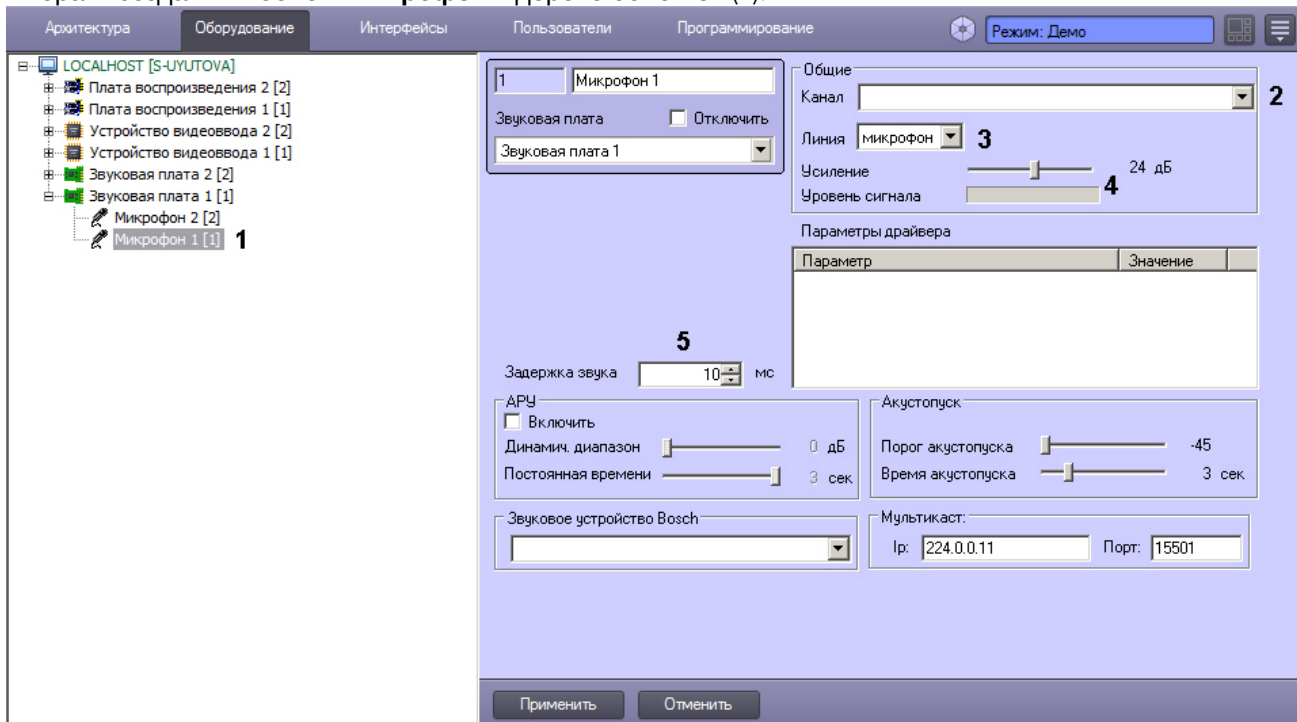 Архитектура Оборудование Интерфейсы Пользователи Программирование Режим: Демо
LOCALHOST [S-UYUTOVA]
Плата воспроизведения 2 [2]
Плата воспроизведения 1 [1]
Устройство видеоввода 2 [2]
Устройство видеоввода 1 [1]
Звуковая плата 2 [2]
Звуковая плата 1 [1]
Микрофон 2 [2]
Микрофон 1 [1] 1
1 Микрофон 1
Звуковая плата Отключить
Звуковая плата 1
Общие
Канал 2
Линия микрофон 3
Усиление 24 дБ
Уровень сигнала 4
Параметры драйвера
Параметр Значение
5
Задержка звука 10 мс
АРУ
Включить
Динамич. диапазон 0 дБ
Постоянная времени 3 сек
Акустопуск
Порог акустопуска -45
Время акустопуска 3 сек
Звуковое устройство Bosch
Мультикаст:
Ip: 224.0.0.11 Порт: 15501
Применить Отменить